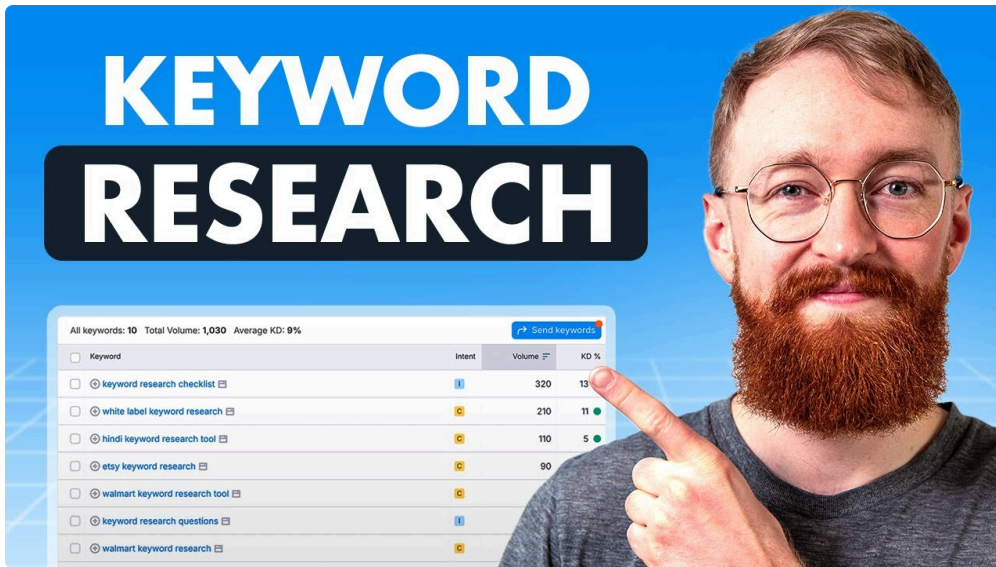 KEYWORD
RESEARCH
All keywords: 10 Total Volume: 1,030 Average KD: 9%
Send keywords
Keyword Intent Volume KD %
keyword research checklist I 320 13
white label keyword research C 210 11
hindi keyword research tool C 110 5
etsy keyword research C 90
walmart keyword research tool C
keyword research questions I
walmart keyword research C